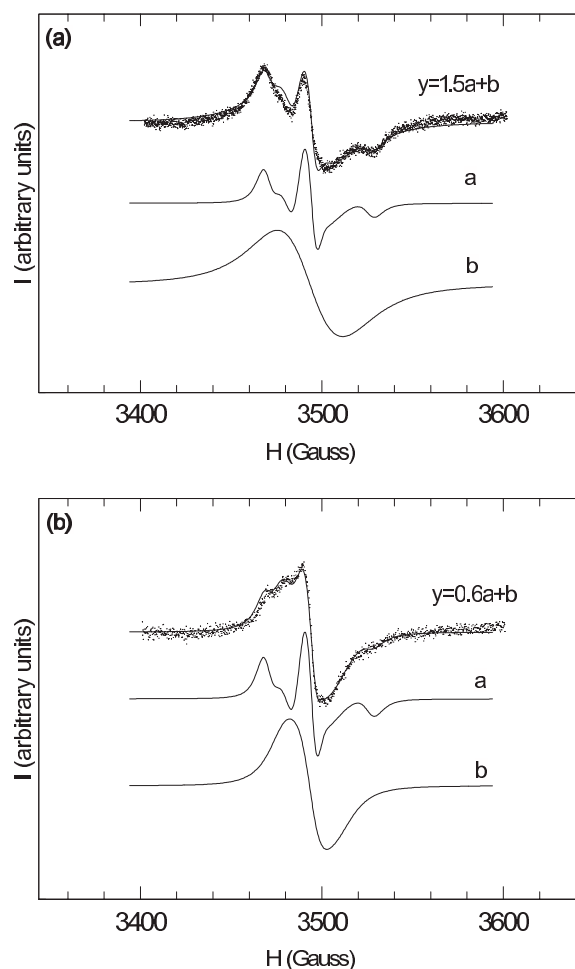 (a)
y=1.5a+b
a
b
I (arbitrary units)
3400 3500 3600
H (Gauss)
(b)
y=0.6a+b
a
b
I (arbitrary units)
3400 3500 3600
H (Gauss)